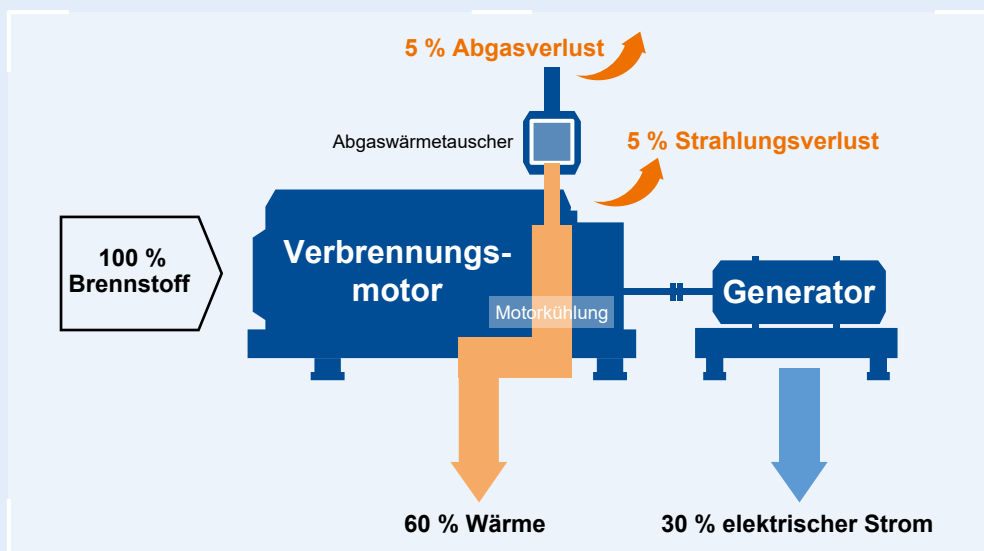 5 % Abgasverlust
Abgaswärmetauscher
5 % Strahlungsverlust
100 %
Brennstoff
Verbrennungs-
motor
Motorkühlung
Generator
60 % Wärme
30 % elektrischer Strom